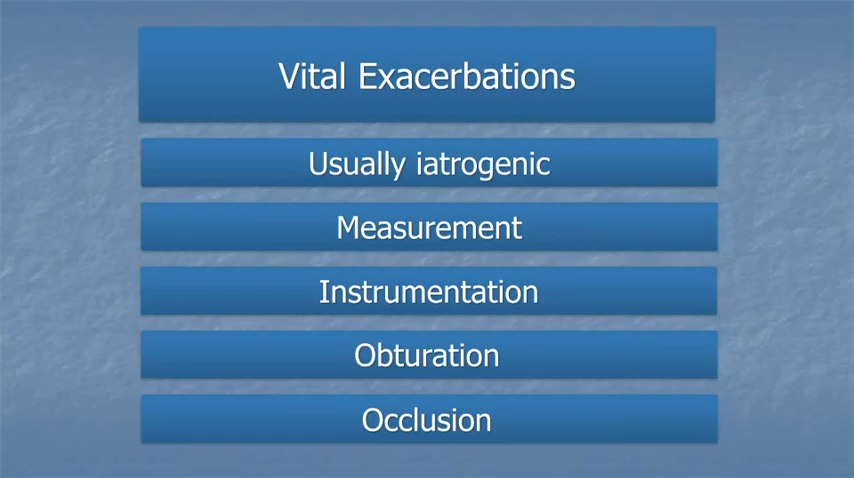 Vital Exacerbations
Usually iatrogenic
Measurement
Instrumentation
Obturation
Occlusion